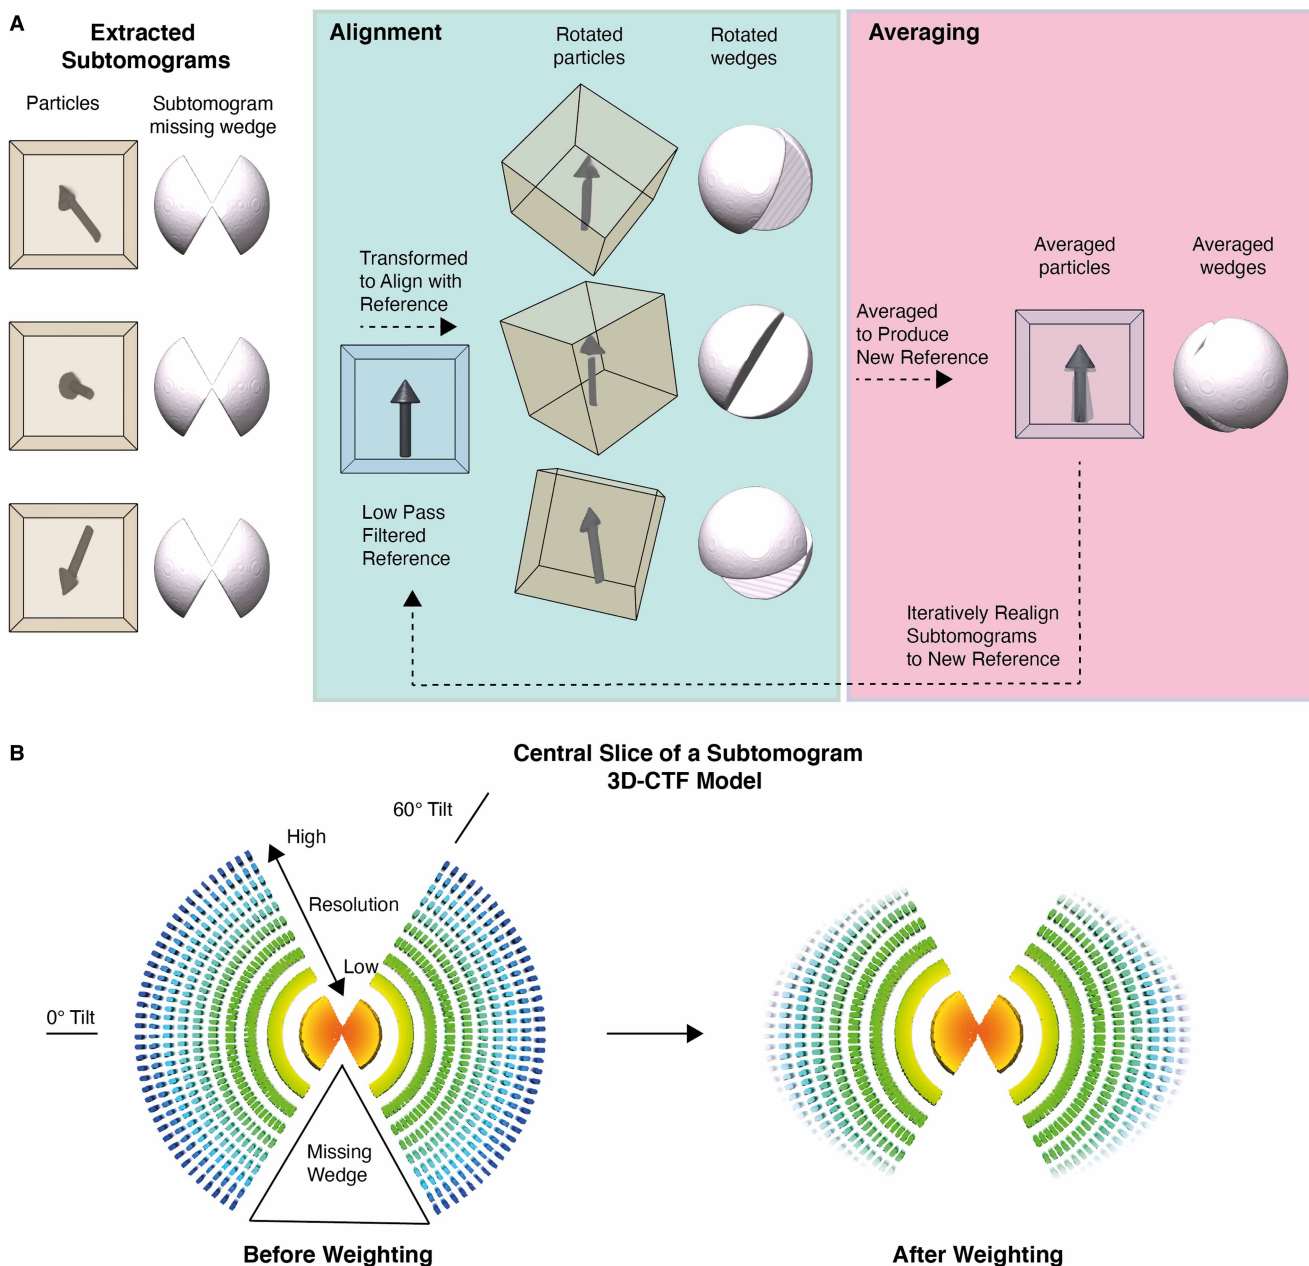 A
Extracted
Subtomograms
Particles
Subtomogram
missing wedge
Alignment
Rotated
particles
Rotated
wedges
Transformed
to Align with
Reference
Low Pass
Filtered
Reference
Averaging
Averaged
to Produce
New Reference
Averaged
particles
Averaged
wedges
Iteratively Realign
Subtomograms
to New Reference
B
Central Slice of a Subtomogram
3D-CTF Model
60° Tilt
High
Resolution
Low
0° Tilt
Missing
Wedge
Before Weighting
After Weighting